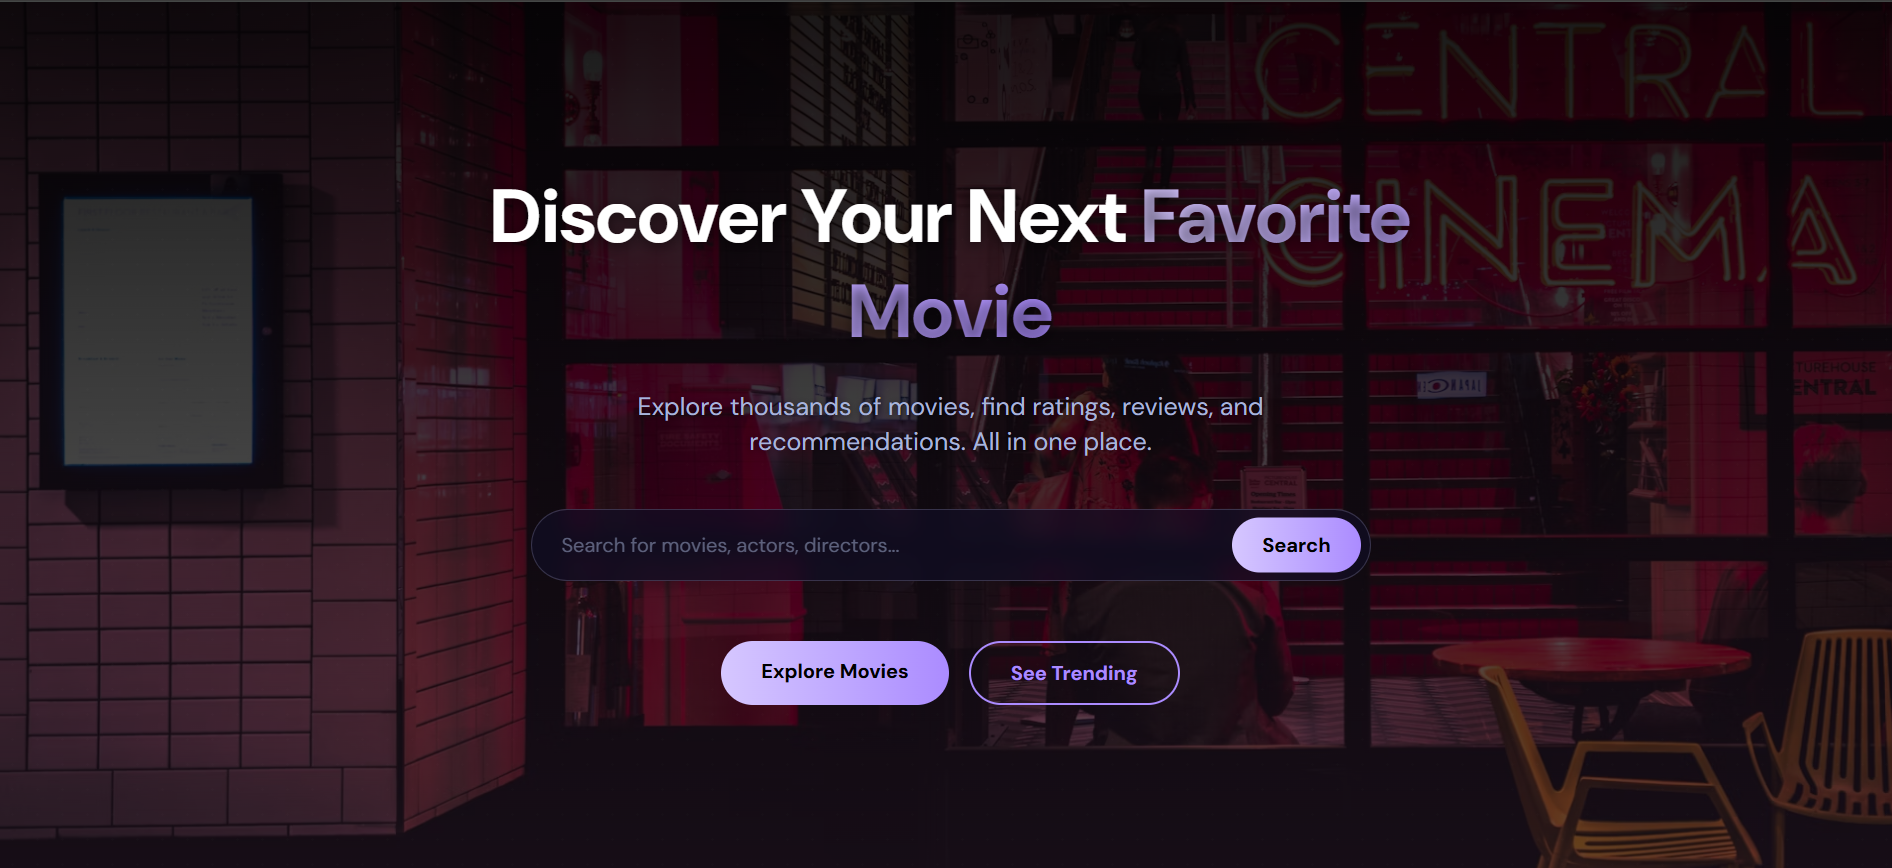 CENTRAL
CINEMA
Discover Your Next Favorite
Movie
TUREHOUSE
ENTRAL
Explore thousands of movies, find ratings, reviews, and
recommendations. All in one place.
Search for movies, actors, directors...
Search
Explore Movies
See Trending